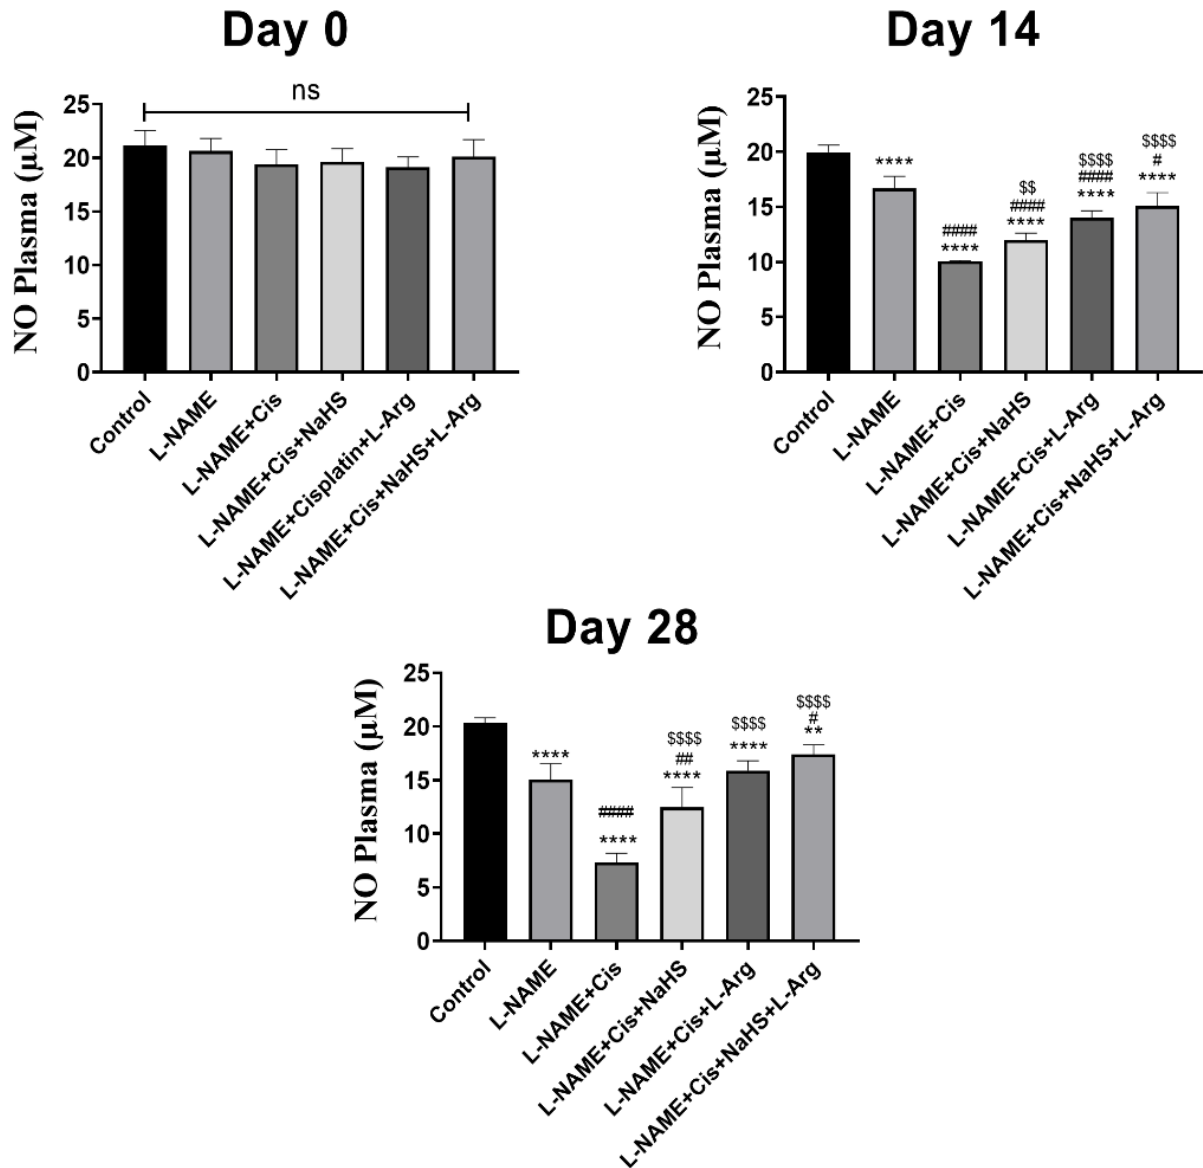 Day 0
NO Plasma (μM)
25
20
15
10
5
0
ns
Control
L-NAME
L-NAME+Cis
L-NAME+Cis+NaHS
L-NAME+Cisplatin+L-Arg
L-NAME+Cis+NaHS+L-Arg
Day 14
NO Plasma (μM)
25
20
15
10
5
0
****
####
****
$$
####
****
$$$$
####
****
$$$$
#
****
Control
L-NAME
L-NAME+Cis
L-NAME+Cis+NaHS
L-NAME+Cis+L-Arg
L-NAME+Cis+NaHS+L-Arg
Day 28
NO Plasma (μM)
25
20
15
10
5
0
****
####
****
$$$$
##
****
$$$$
****
$$$$
#
**
Control
L-NAME
L-NAME+Cis
L-NAME+Cis+NaHS
L-NAME+Cis+L-Arg
L-NAME+Cis+NaHS+L-Arg